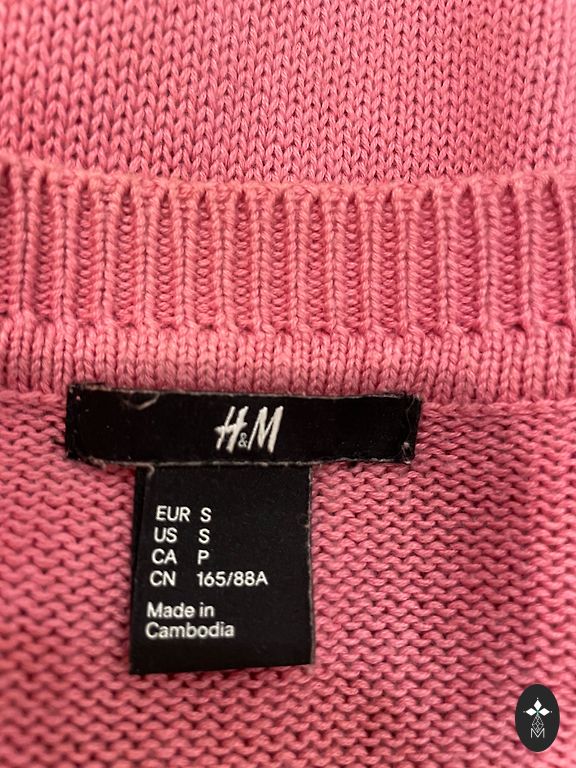 H&M
EUR S
US S
CA P
CN 165/88A
Made in
Cambodia
M